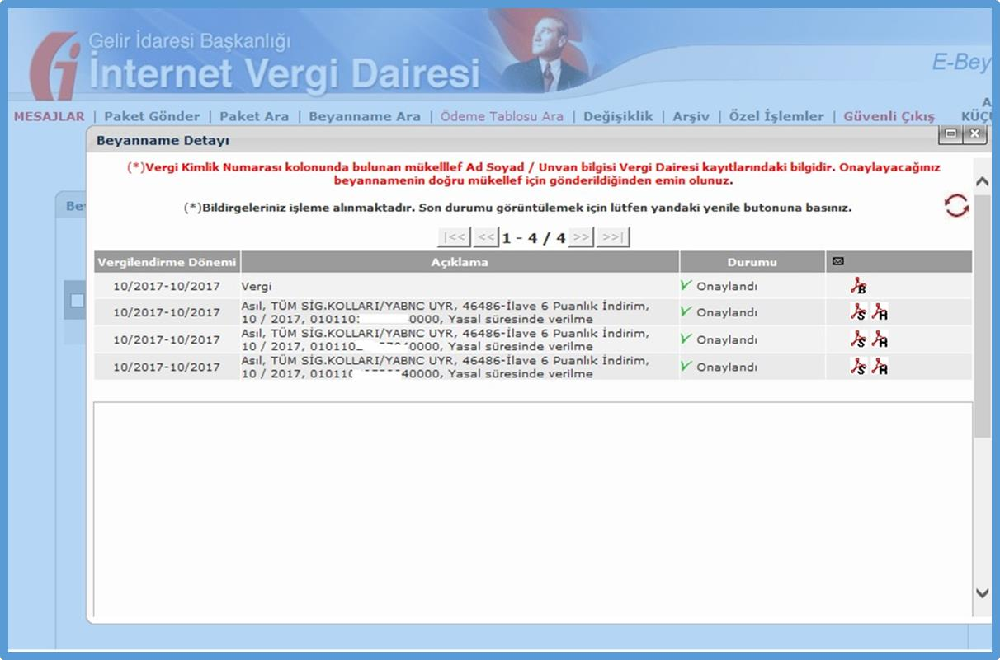 Gelir İdaresi Başkanlığı
İnternet Vergi Dairesi
E-Bey
MESAJLAR | Paket Gönder | Paket Ara | Beyanname Ara | Ödeme Tablosu Ara | Değişiklik | Arşiv | Özel İşlemler | Güvenli Çıkış
A
KÜÇÜ
Beyanname Detayı
(*)Vergi Kimlik Numarası kolonunda bulunan mükelllef Ad Soyad / Unvan bilgisi Vergi Dairesi kayıtlarındaki bilgidir. Onaylayacağınız
beyannamenin doğru mükellef için gönderildiğinden emin olunuz.
Be
(*)Bildirgeleriniz işleme alınmaktadır. Son durumu görüntülemek için lütfen yandaki yenile butonuna basınız.
|<< << 1 - 4 / 4 >> >>|
Vergilendirme Dönemi Açıklama Durumu
10/2017-10/2017 Vergi Onaylandı B
10/2017-10/2017 Asıl, TÜM SİG.KOLLARI/YABNC UYR, 46486-İlave 6 Puanlık İndirim, Onaylandı S H
10 / 2017, 010110 0000, Yasal süresinde verilme
10/2017-10/2017 Asıl, TÜM SİG.KOLLARI/YABNC UYR, 46486-İlave 6 Puanlık İndirim, Onaylandı S H
10 / 2017, 010110 0000, Yasal süresinde verilme
10/2017-10/2017 Asıl, TÜM SİG.KOLLARI/YABNC UYR, 46486-İlave 6 Puanlık İndirim, Onaylandı S H
10 / 2017, 01011 40000, Yasal süresinde verilme